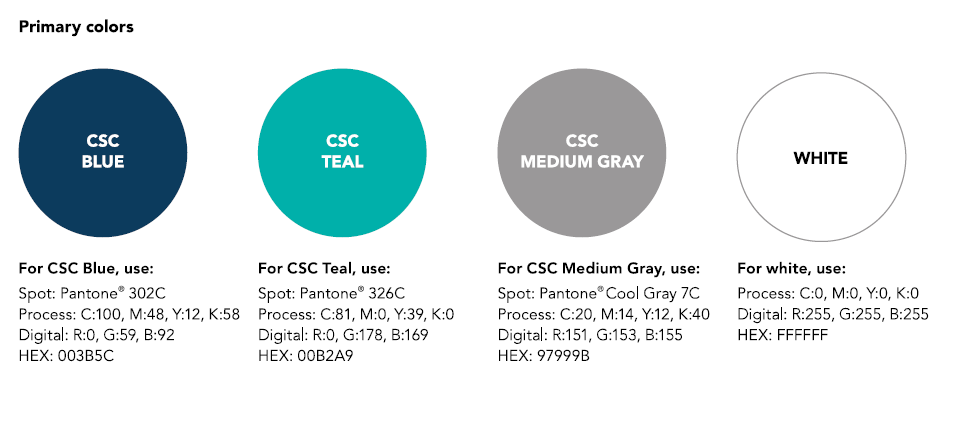 Primary colors
CSC
BLUE
CSC
TEAL
CSC
MEDIUM GRAY
WHITE
For CSC Blue, use:
Spot: Pantone® 302C
Process: C:100, M:48, Y:12, K:58
Digital: R:0, G:59, B:92
HEX: 003B5C
For CSC Teal, use:
Spot: Pantone® 326C
Process: C:81, M:0, Y:39, K:0
Digital: R:0, G:178, B:169
HEX: 00B2A9
For CSC Medium Gray, use:
Spot: Pantone® Cool Gray 7C
Process: C:20, M:14, Y:12, K:40
Digital: R:151, G:153, B:155
HEX: 97999B
For white, use:
Process: C:0, M:0, Y:0, K:0
Digital: R:255, G:255, B:255
HEX: FFFFFF